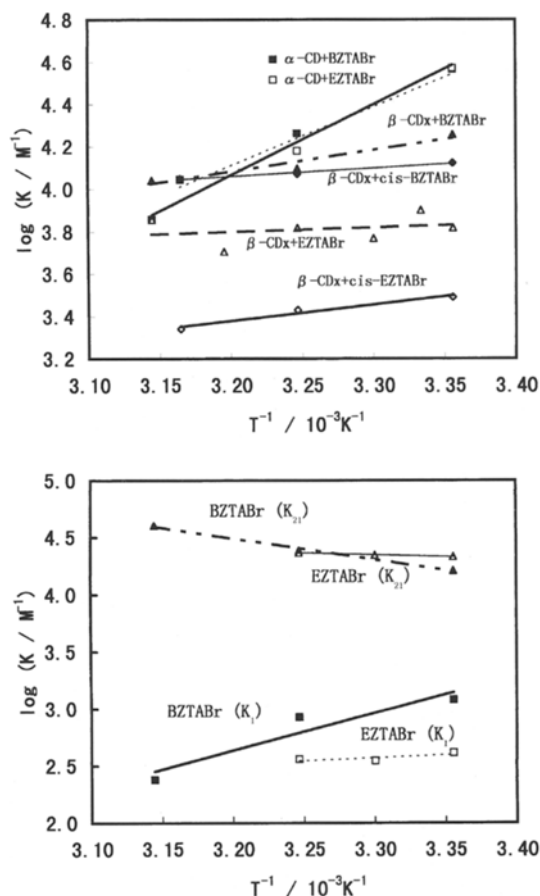 4.8
■ α-CD+BZTABr
□ α-CD+EZTABr
4.6
4.4
β-CDx+BZTABr
4.2
β-CDx+cis-BZTABr
4.0
log (K / M⁻¹)
3.8
β-CDx+EZTABr
3.6
β-CDx+cis-EZTABr
3.4
3.2
3.10 3.15 3.20 3.25 3.30 3.35 3.40
T⁻¹ / 10⁻³K⁻¹
5.0
BZTABr (K₂₁)
4.5
EZTABr (K₂₁)
4.0
3.5
log (K / M⁻¹)
3.0
BZTABr (K₁)
EZTABr (K₁)
2.5
2.0
3.10 3.15 3.20 3.25 3.30 3.35 3.40
T⁻¹ / 10⁻³K⁻¹